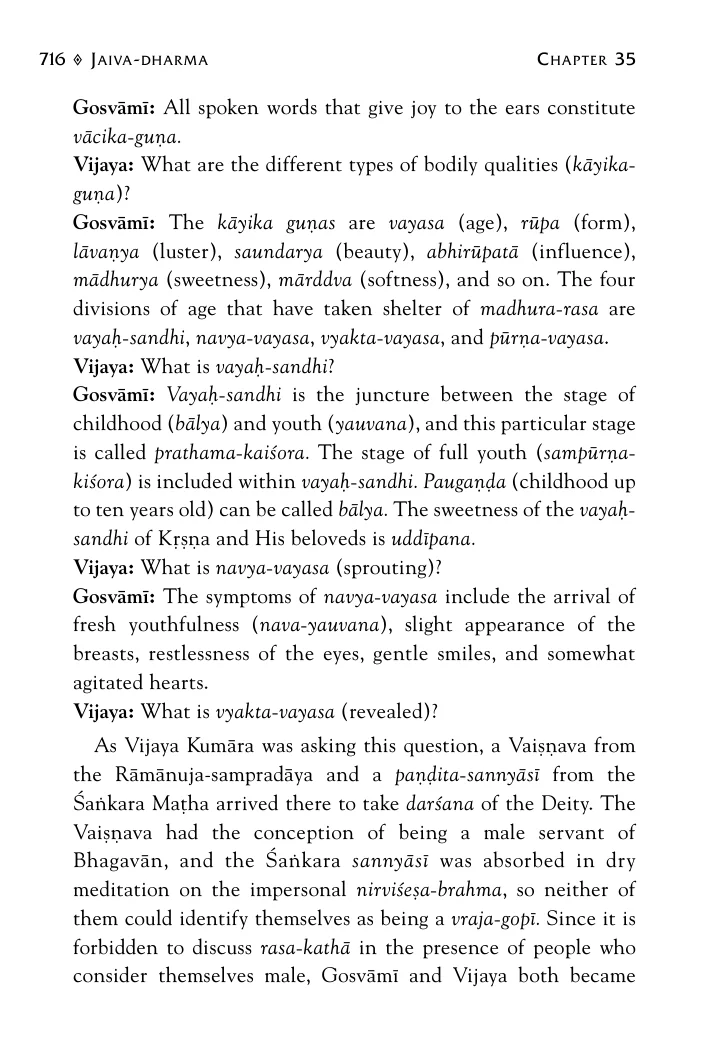 716 ◈ Jaiva-dharma Chapter 35
Gosvāmī: All spoken words that give joy to the ears constitute
vācika-guṇa.
Vijaya: What are the different types of bodily qualities (kāyika-
guṇa)?
Gosvāmī: The kāyika guṇas are vayasa (age), rūpa (form),
lāvaṇya (luster), saundarya (beauty), abhirūpatā (influence),
mādhurya (sweetness), mārddva (softness), and so on. The four
divisions of age that have taken shelter of madhura-rasa are
vayaḥ-sandhi, navya-vayasa, vyakta-vayasa, and pūrṇa-vayasa.
Vijaya: What is vayaḥ-sandhi?
Gosvāmī: Vayaḥ-sandhi is the juncture between the stage of
childhood (bālya) and youth (yauvana), and this particular stage
is called prathama-kaiśora. The stage of full youth (sampūrṇa-
kiśora) is included within vayaḥ-sandhi. Paugaṇḍa (childhood up
to ten years old) can be called bālya. The sweetness of the vayaḥ-
sandhi of Kṛṣṇa and His beloveds is uddīpana.
Vijaya: What is navya-vayasa (sprouting)?
Gosvāmī: The symptoms of navya-vayasa include the arrival of
fresh youthfulness (nava-yauvana), slight appearance of the
breasts, restlessness of the eyes, gentle smiles, and somewhat
agitated hearts.
Vijaya: What is vyakta-vayasa (revealed)?
As Vijaya Kumāra was asking this question, a Vaiṣṇava from
the Rāmānuja-sampradāya and a paṇḍita-sannyāsī from the
Śaṅkara Maṭha arrived there to take darśana of the Deity. The
Vaiṣṇava had the conception of being a male servant of
Bhagavān, and the Śaṅkara sannyāsī was absorbed in dry
meditation on the impersonal nirviśeṣa-brahma, so neither of
them could identify themselves as being a vraja-gopī. Since it is
forbidden to discuss rasa-kathā in the presence of people who
consider themselves male, Gosvāmī and Vijaya both became